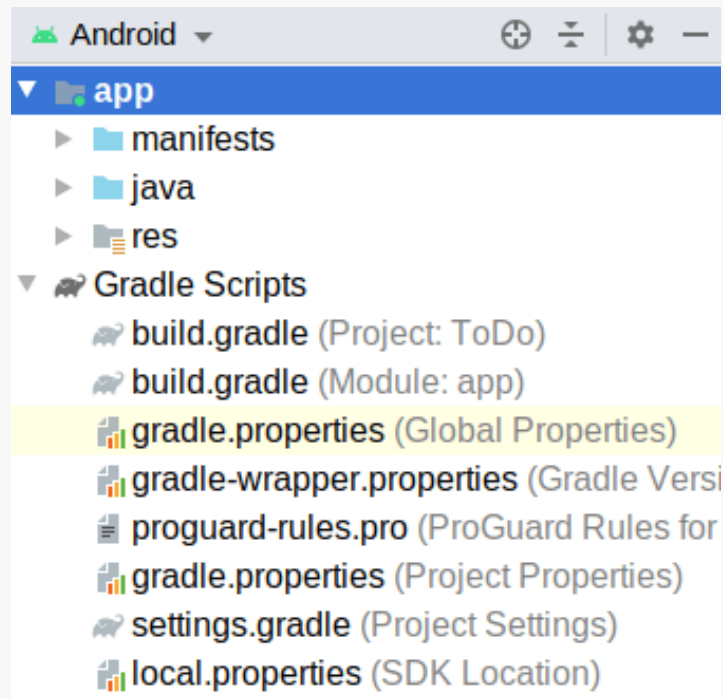 Android
app
manifests
java
res
Gradle Scripts
build.gradle (Project: ToDo)
build.gradle (Module: app)
gradle.properties (Global Properties)
gradle-wrapper.properties (Gradle Versi
proguard-rules.pro (ProGuard Rules for
gradle.properties (Project Properties)
settings.gradle (Project Settings)
local.properties (SDK Location)